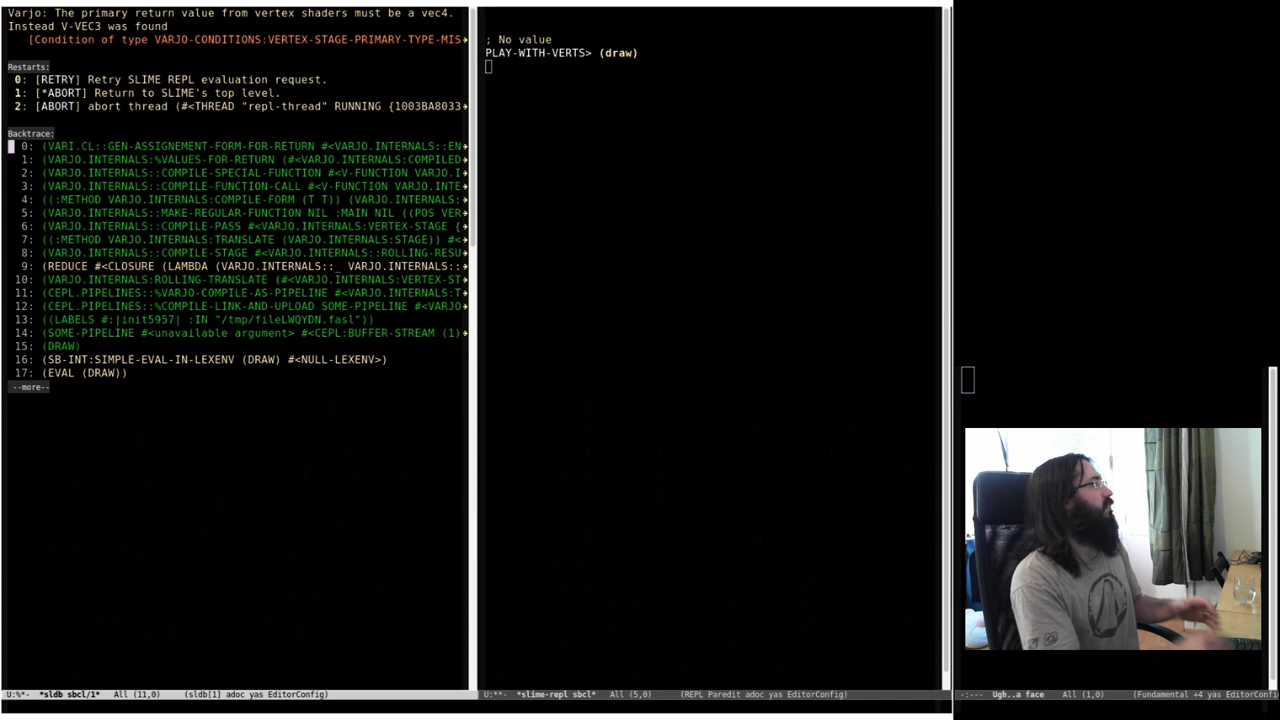 Varjo: The primary return value from vertex shaders must be a vec4.
Instead V-VEC3 was found
[Condition of type VARJO-CONDITIONS:VERTEX-STAGE-PRIMARY-TYPE-MIS
Restarts:
0: [RETRY] Retry SLIME REPL evaluation request.
1: [*ABORT] Return to SLIME's top level.
2: [ABORT] abort thread (#<THREAD "repl-thread" RUNNING {1003BA8033
Backtrace:
0: (VARI.CL::GEN-ASSIGNEMENT-FORM-FOR-RETURN #<VARJO.INTERNALS::EN
1: (VARJO.INTERNALS:%VALUES-FOR-RETURN (#<VARJO.INTERNALS:COMPILED
2: (VARJO.INTERNALS::COMPILE-SPECIAL-FUNCTION #<V-FUNCTION VARJO.I
3: (VARJO.INTERNALS::COMPILE-FUNCTION-CALL #<V-FUNCTION VARJO.INTE
4: ((:METHOD VARJO.INTERNALS:COMPILE-FORM (T T)) (VARJO.INTERNALS:
5: (VARJO.INTERNALS::MAKE-REGULAR-FUNCTION NIL :MAIN NIL ((POS VER
6: (VARJO.INTERNALS::COMPILE-PASS #<VARJO.INTERNALS:VERTEX-STAGE {
7: ((:METHOD VARJO.INTERNALS:TRANSLATE (VARJO.INTERNALS:STAGE)) #<
8: (VARJO.INTERNALS::COMPILE-STAGE #<VARJO.INTERNALS::ROLLING-RESU
9: (REDUCE #<CLOSURE (LAMBDA (VARJO.INTERNALS::_ VARJO.INTERNALS::
10: (VARJO.INTERNALS:ROLLING-TRANSLATE (#<VARJO.INTERNALS:VERTEX-ST
11: (CEPL.PIPELINES::%VARJO-COMPILE-AS-PIPELINE #<VARJO.INTERNALS:T
12: (CEPL.PIPELINES::%COMPILE-LINK-AND-UPLOAD SOME-PIPELINE #<VARJO
13: ((LABELS #:|init5957| :IN "/tmp/fileLWQYDN.fasl"))
14: (SOME-PIPELINE #<unavailable argument> #<CEPL:BUFFER-STREAM (1)
15: (DRAW)
16: (SB-INT:SIMPLE-EVAL-IN-LEXENV (DRAW) #<NULL-LEXENV>)
17: (EVAL (DRAW))
--more--
U:%*- *sldb sbcl/1* All (11,0) (sldb[1] adoc yas EditorConfig)
; No value
PLAY-WITH-VERTS> (draw)
U:**- *slime-repl sbcl* All (5,0) (REPL Paredit adoc yas EditorConfig)
-:--- Ugh..a face All (1,0) (Fundamental +4 yas EditorConfi